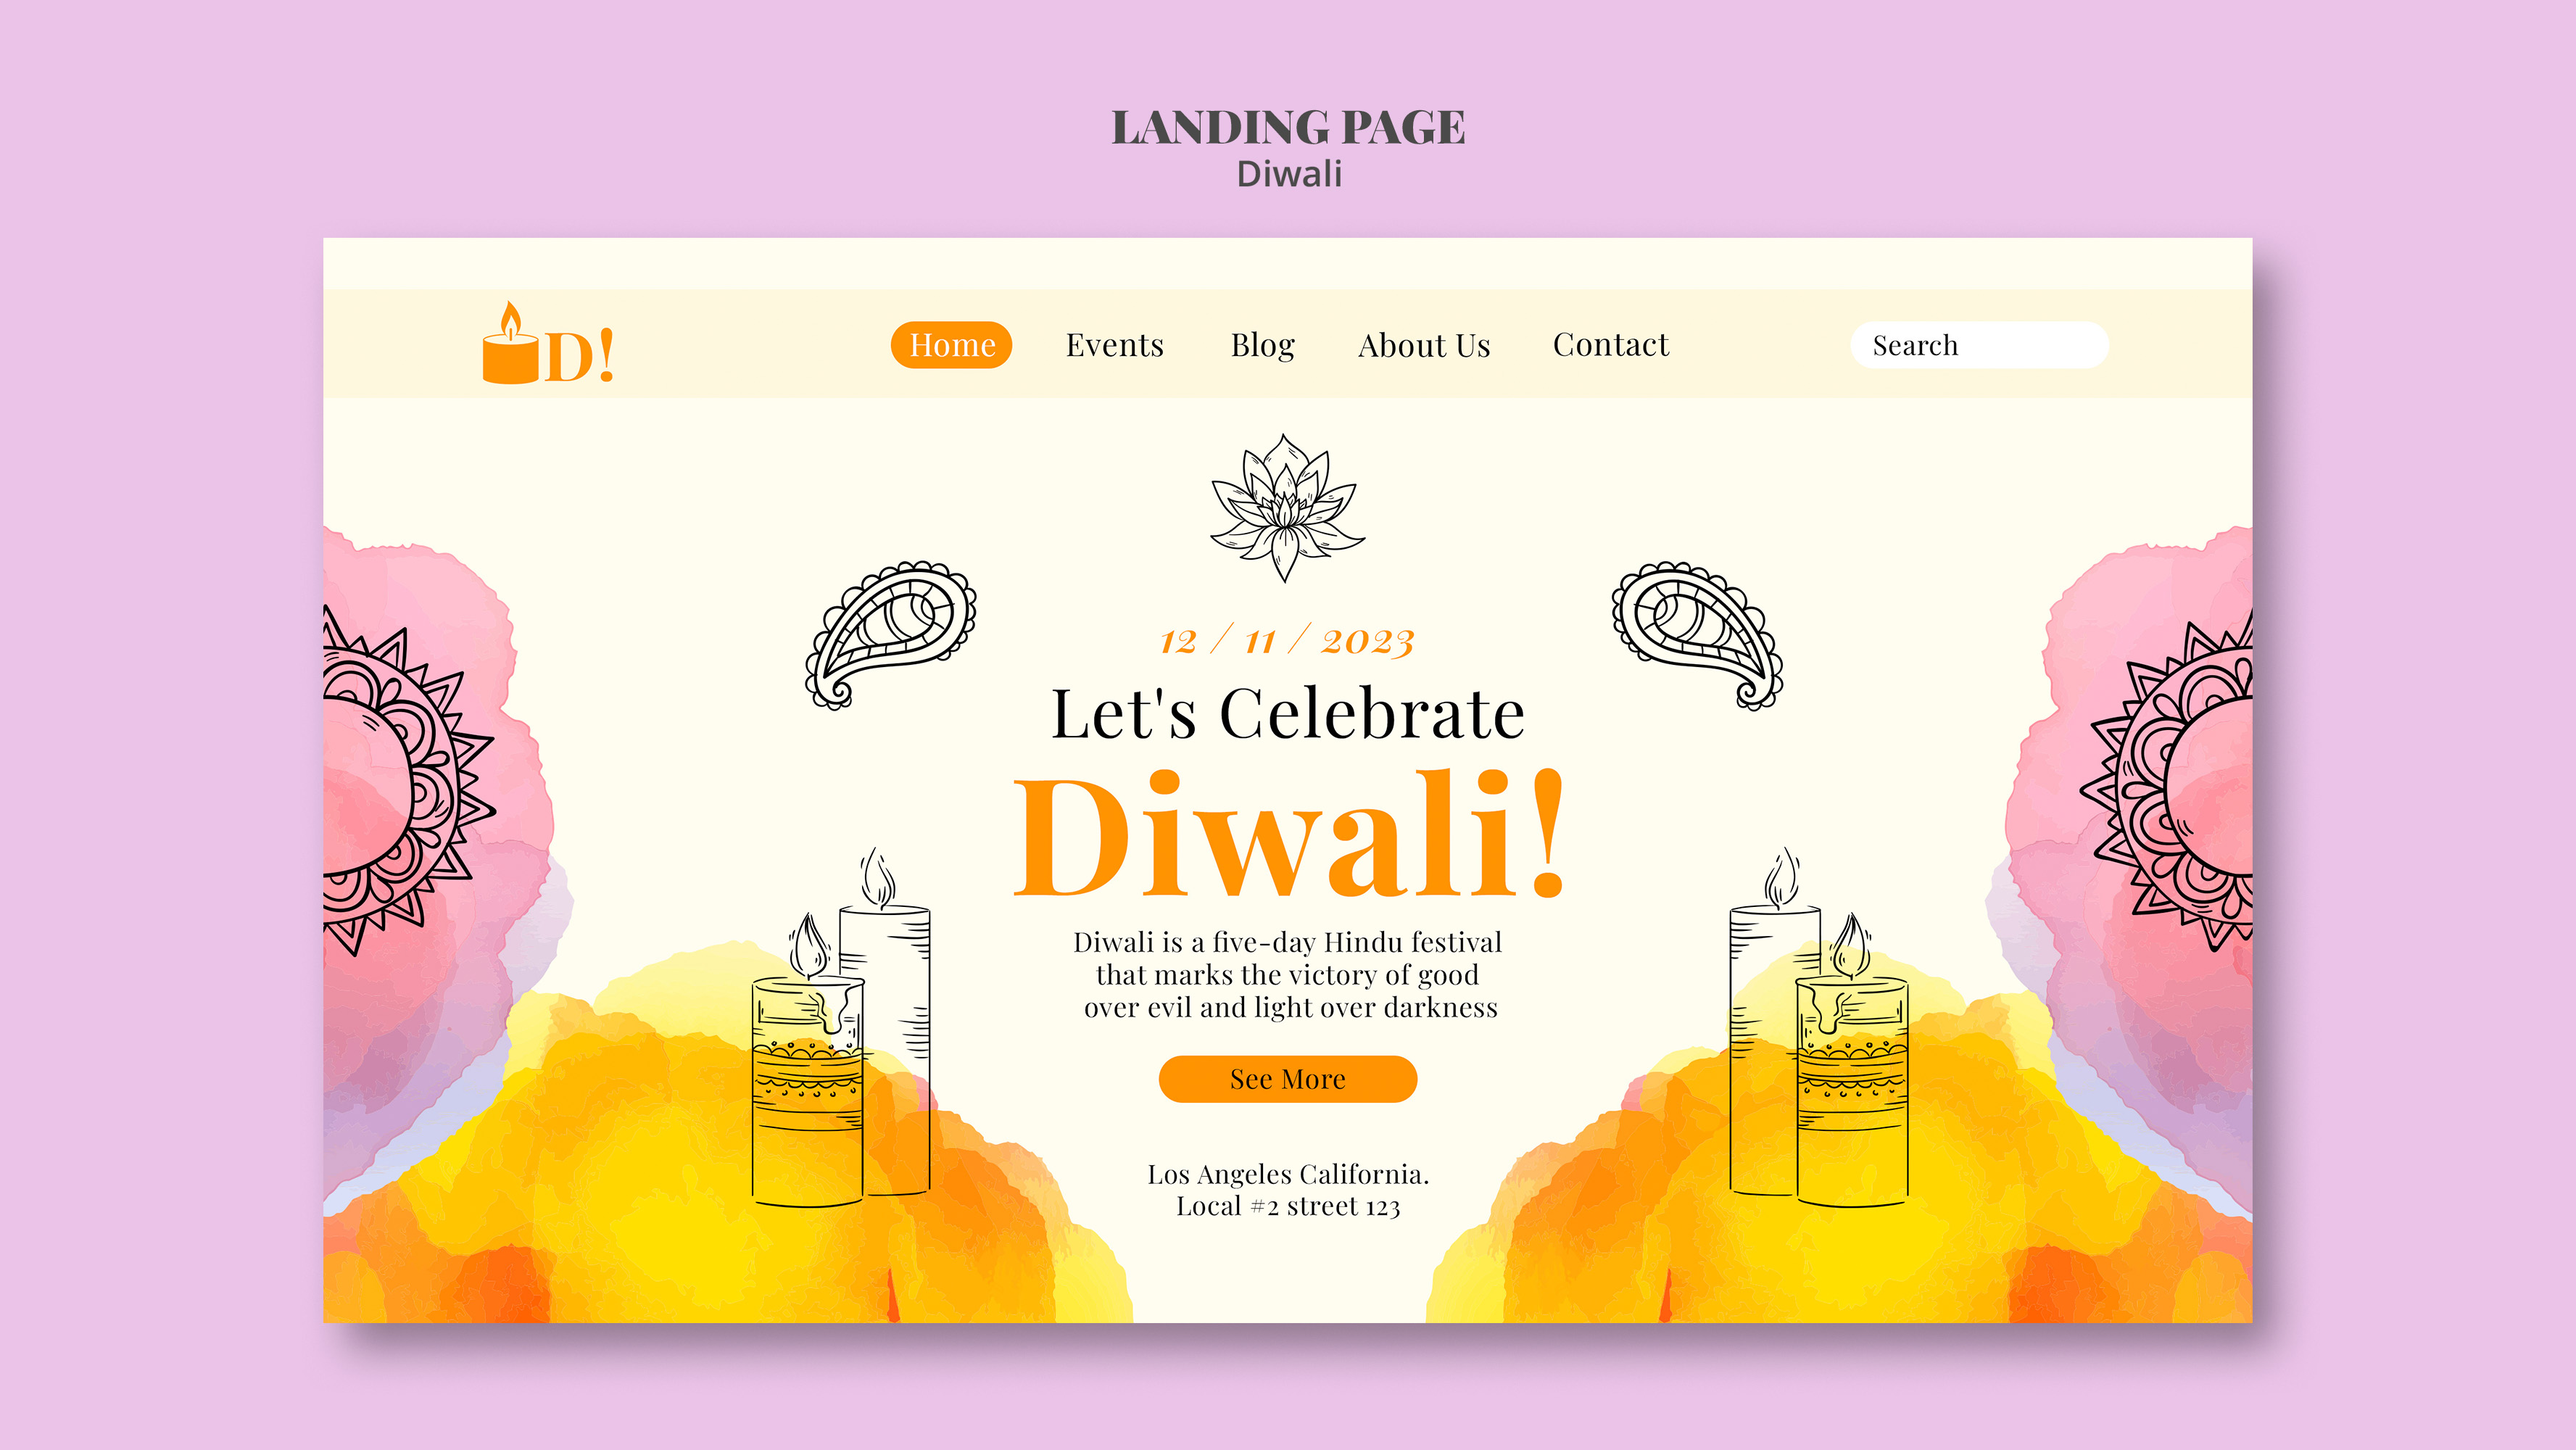 LANDING PAGE
Diwali
D!
Home
Events
Blog
About Us
Contact
Search
12 / 11 / 2023
Let's Celebrate
Diwali!
Diwali is a five-day Hindu festival
that marks the victory of good
over evil and light over darkness
See More
Los Angeles California.
Local #2 street 123